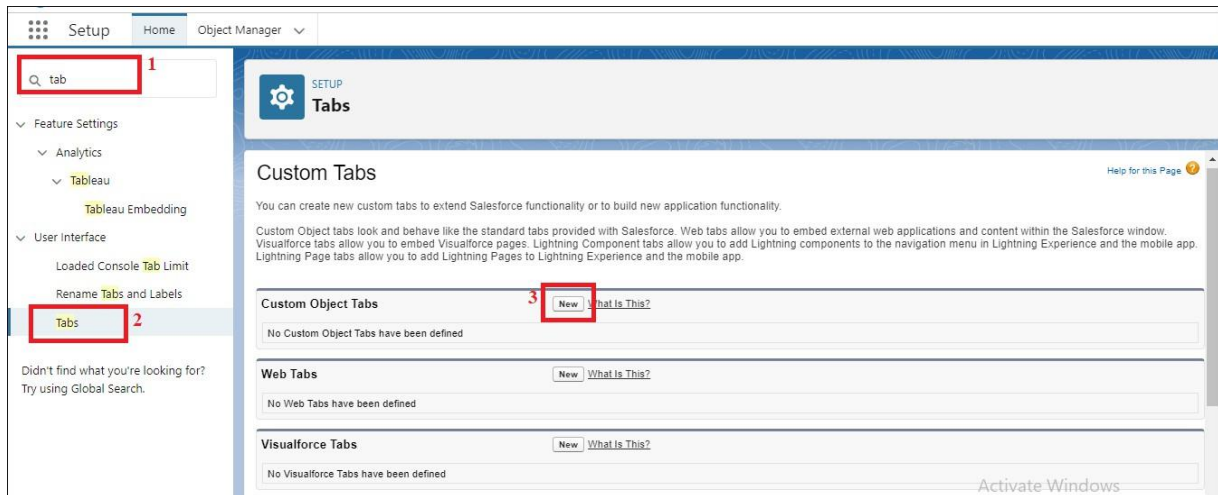 Setup
Home
Object Manager
tab
1
Feature Settings
Analytics
Tableau
Tableau Embedding
User Interface
Loaded Console Tab Limit
Rename Tabs and Labels
Tabs
2
Didn't find what you're looking for?
Try using Global Search.
SETUP
Tabs
Custom Tabs
Help for this Page
You can create new custom tabs to extend Salesforce functionality or to build new application functionality.
Custom Object tabs look and behave like the standard tabs provided with Salesforce. Web tabs allow you to embed external web applications and content within the Salesforce window.
Visualforce tabs allow you to embed Visualforce pages. Lightning Component tabs allow you to add Lightning components to the navigation menu in Lightning Experience and the mobile app.
Lightning Page tabs allow you to add Lightning Pages to Lightning Experience and the mobile app.
Custom Object Tabs
3
New
What Is This?
No Custom Object Tabs have been defined
Web Tabs
New
What Is This?
No Web Tabs have been defined
Visualforce Tabs
New
What Is This?
No Visualforce Tabs have been defined
Activate Windows